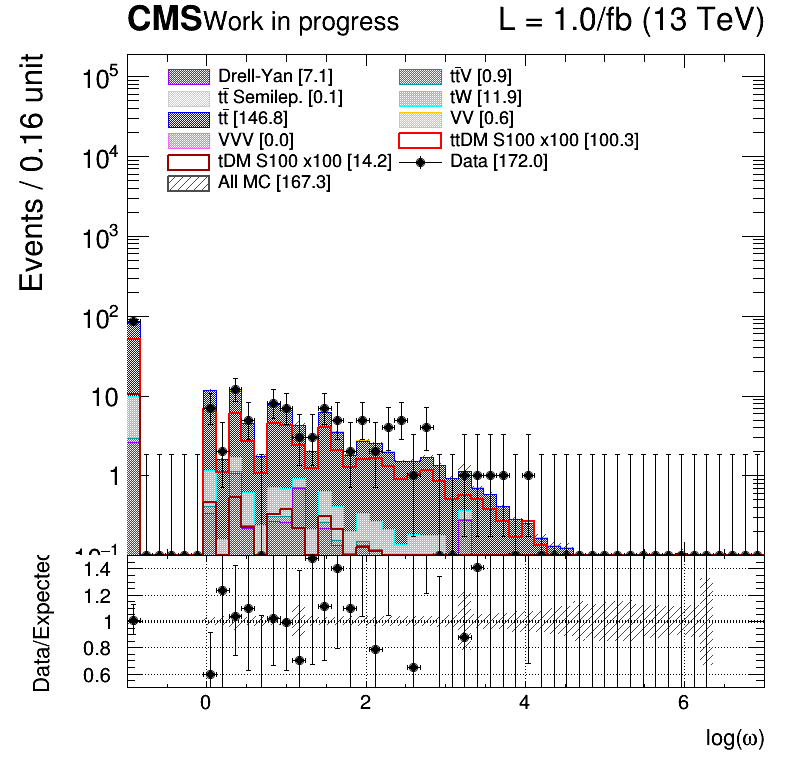 CMS Work in progress L = 1.0/fb (13 TeV)
Events / 0.16 unit
10⁵
10⁴
10³
10²
10
1
10⁻¹
Drell-Yan [7.1] tt̄V [0.9]
tt̄ Semilep. [0.1] tW [11.9]
tt̄ [146.8] VV [0.6]
VVV [0.0] ttDM S100 x100 [100.3]
tDM S100 x100 [14.2] Data [172.0]
All MC [167.3]
Data/Expected
1.4
1.2
1
0.8
0.6
0 2 4 6
log(ω)